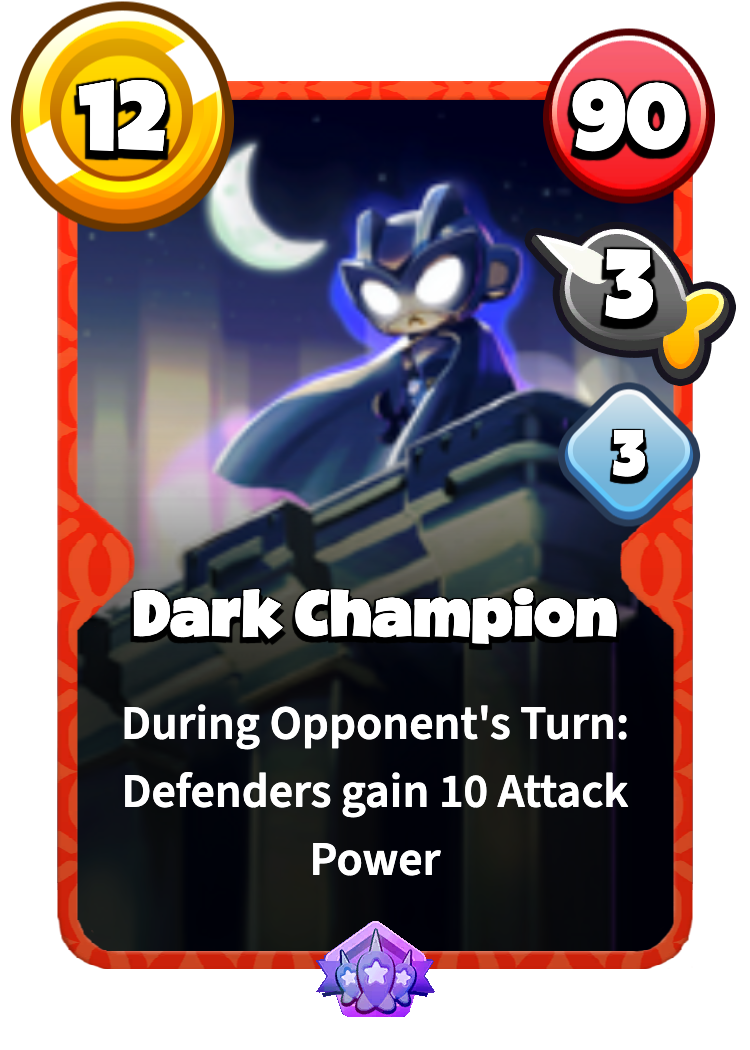 12
90
3
3
Dark Champion
During Opponent's Turn:
Defenders gain 10 Attack
Power